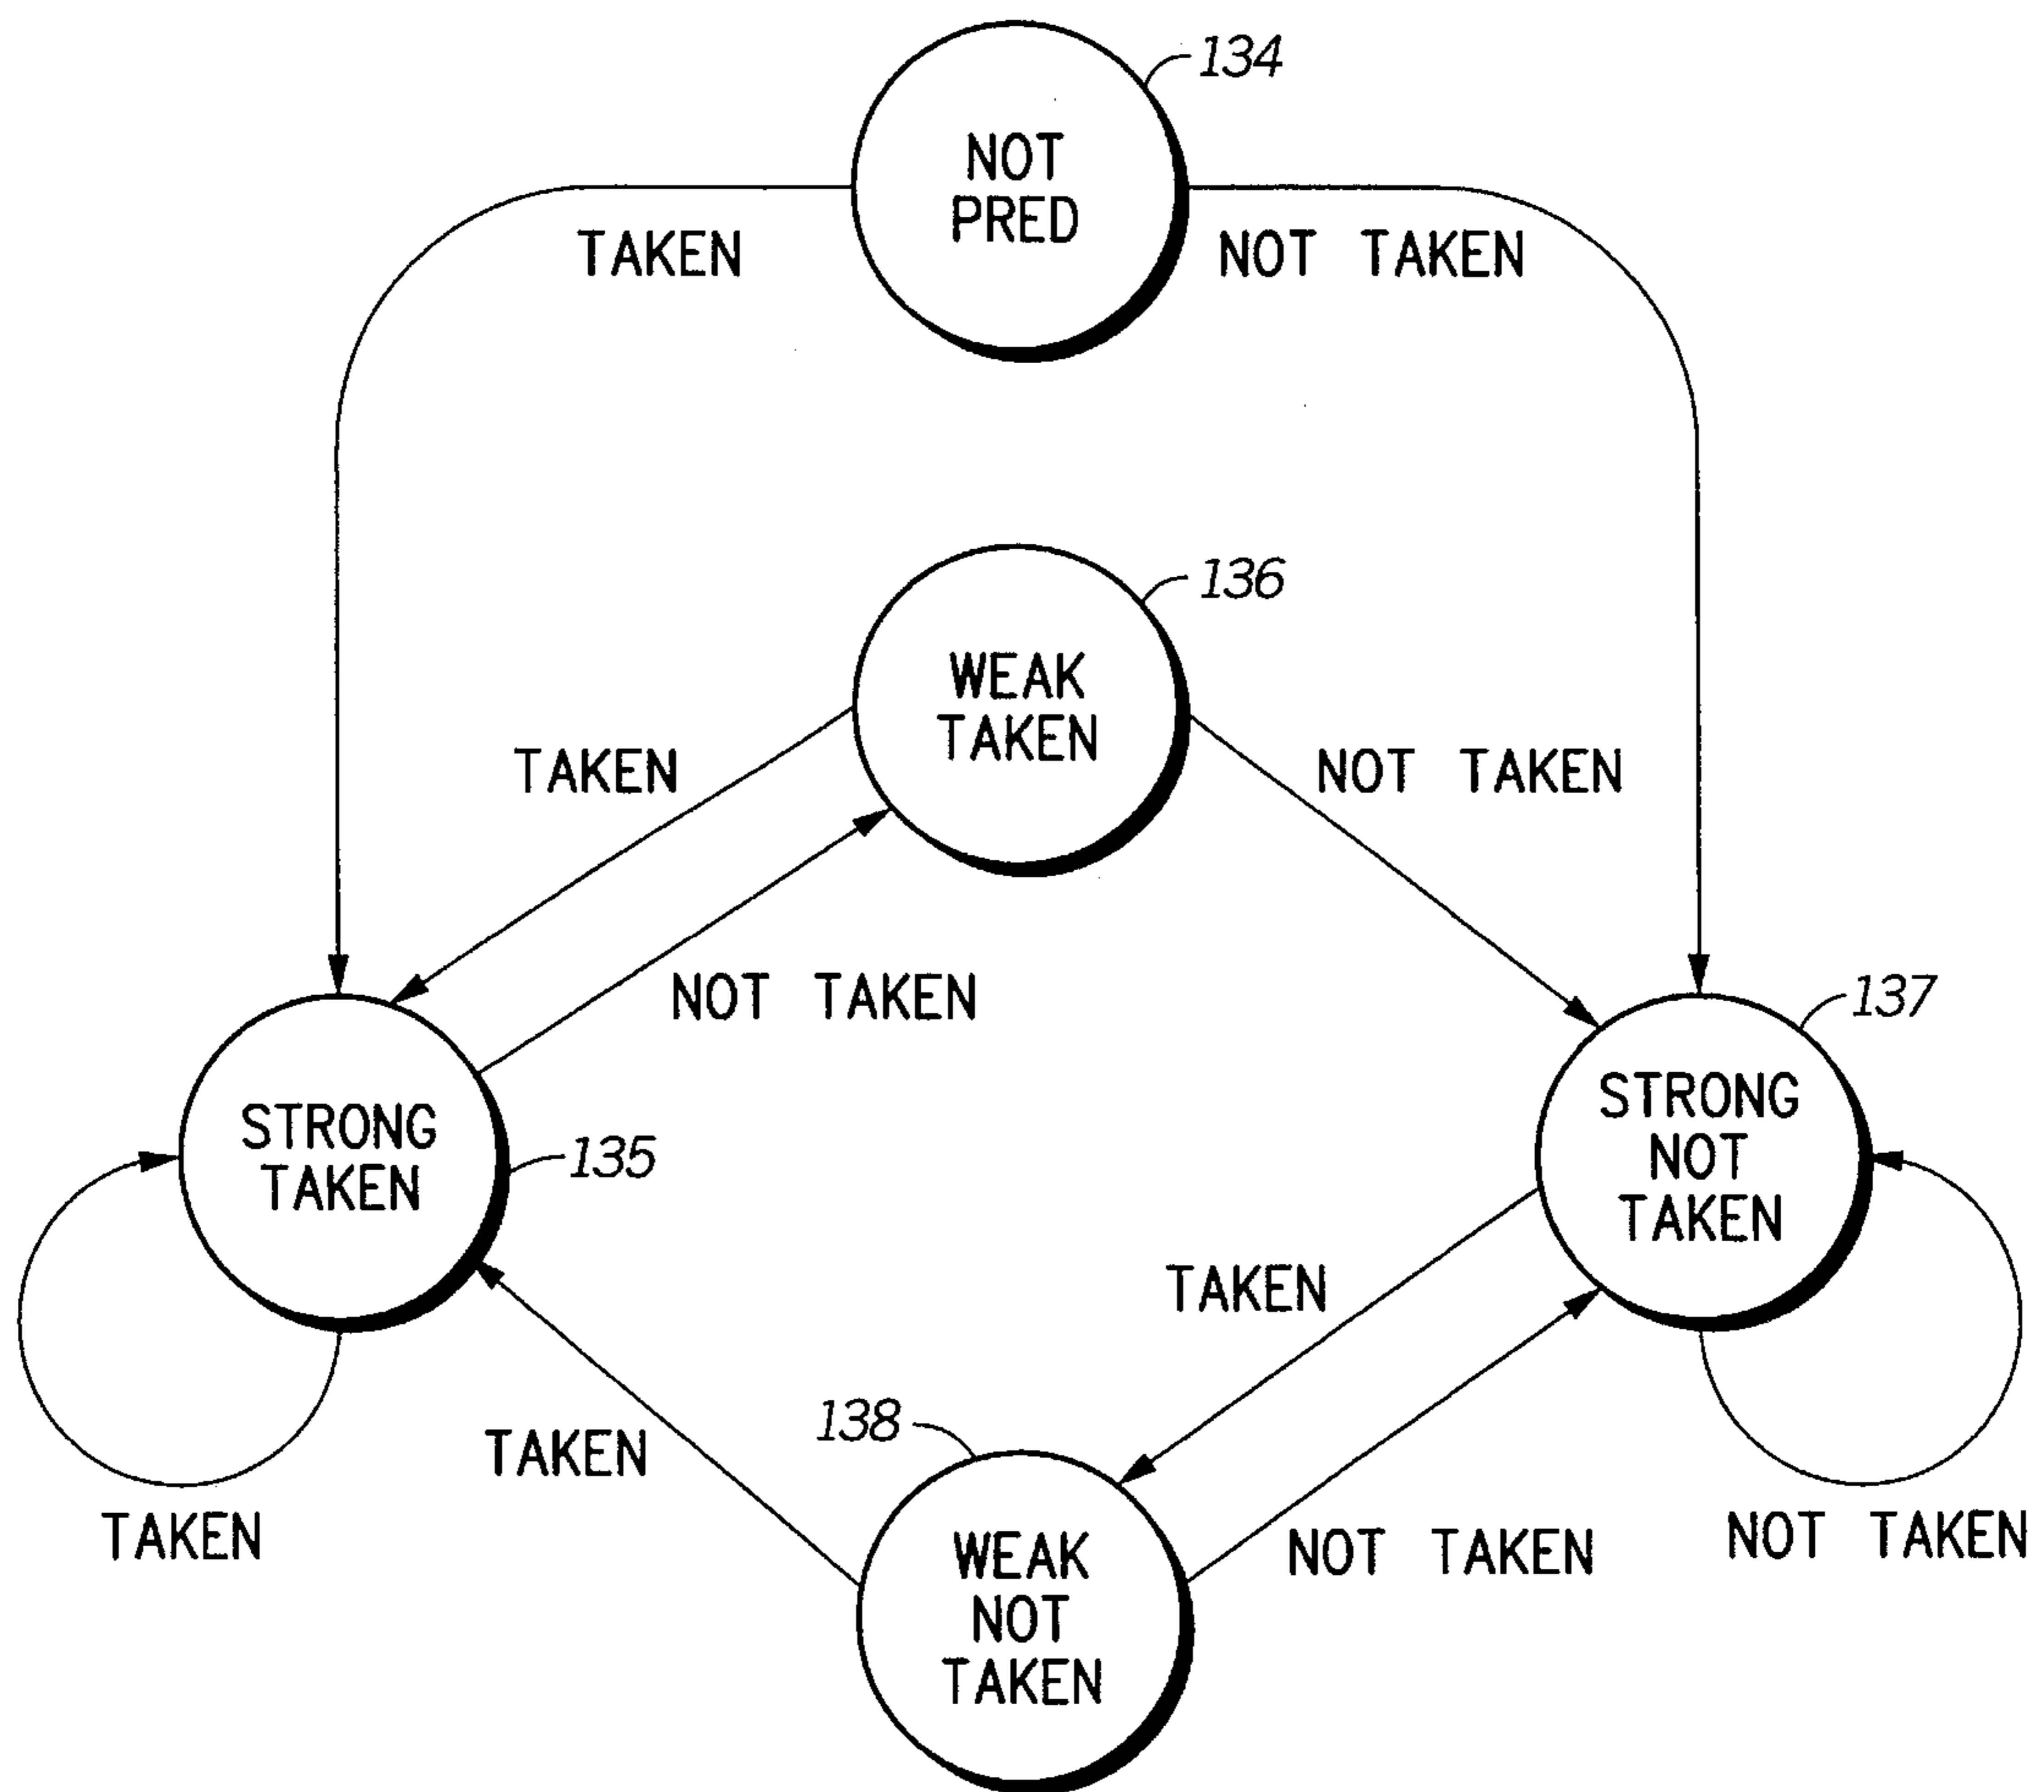 134
NOT
PRED
TAKEN
NOT TAKEN
136
WEAK
TAKEN
TAKEN
NOT TAKEN
NOT TAKEN
137
STRONG
TAKEN
135
STRONG
NOT
TAKEN
TAKEN
138
TAKEN
WEAK
NOT
TAKEN
NOT TAKEN
TAKEN
NOT TAKEN